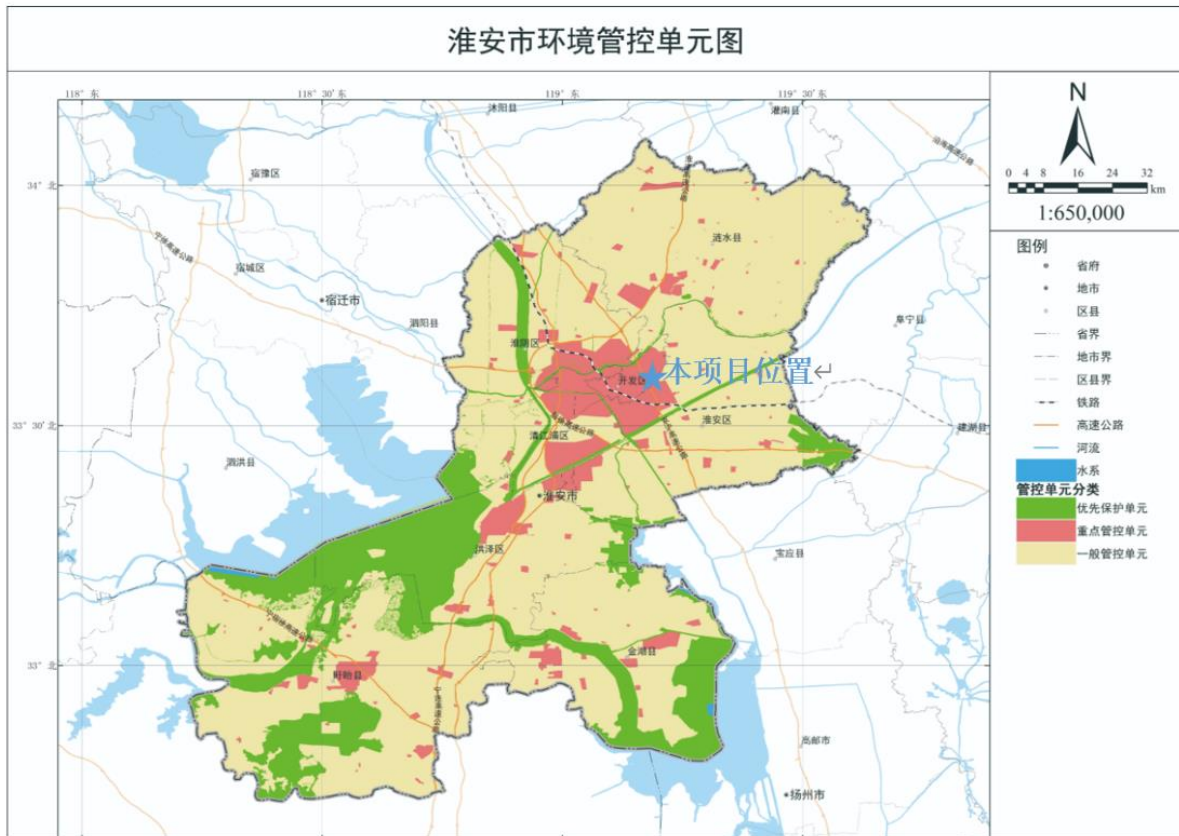 淮安市环境管控单元图
118° 东
118° 30′ 东
119° 东
119° 30′ 东
34° 北
33° 30′ 北
33° 北
沭阳县
灌南县
宿豫区
宿城区
宿迁市
泗阳县
涟水县
阜宁县
淮阴区
开发区
本项目位置
清江浦区
淮安区
建湖县
泗洪县
淮安市
洪泽区
宝应县
金湖县
盱眙县
高邮市
扬州市
N
0 4 8 16 24 32
km
1:650,000
图例
省府
地市
区县
省界
地市界
区县界
铁路
高速公路
河流
水系
管控单元分类
优先保护单元
重点管控单元
一般管控单元